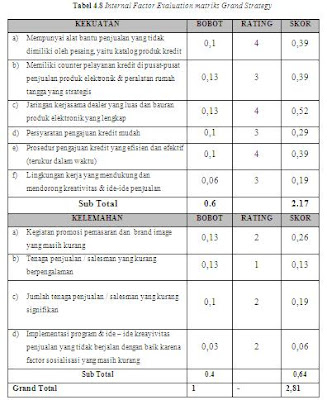 Tabel 4.8 Internal Factor Evaluation matriks Grand Strategy
KEKUATAN BOBOT RATING SKOR
a) Mempunyai alat bantu penjualan yang tidak
dimiliki oleh pesaing, yaitu katalog produk kredit
0,1 4 0,39
b) Memiliki counter pelayanan kredit di pusat-pusat
penjualan produk elektronik & peralatan rumah
tangga yang strategis
0,13 3 0,39
c) Jaringan kerjasama dealer yang luas dan bauran
produk elektronik yang lengkap
0,13 4 0,52
d) Persyaratan pengajuan kredit mudah 0,1 3 0,29
e) Prosedur pengajuan kredit yang efisien dan efektif
(terukur dalam waktu)
0,1 4 0,39
f) Lingkungan kerja yang mendukung dan
mendorong kreativitas & ide-ide penjualan
0,06 3 0,19
Sub Total 0.6 2.17
KELEMAHAN BOBOT RATING SKOR
a) Kegiatan promosi pemasaran dan brand image
yang masih kurang
0,13 2 0,26
b) Tenaga penjualan / salesman yang kurang
berpengalaman
0,13 1 0,13
c) Jumlah tenaga penjualan / salesman yang kurang
signifikan
0,1 2 0,19
d) Implementasi program & ide – ide kreayivitas
penjualan yang tidak berjalan dengan baik karena
factor sosialisasi yang masih kurang
0,03 2 0,06
Sub Total 0.4 0,64
Grand Total 1 - 2,81